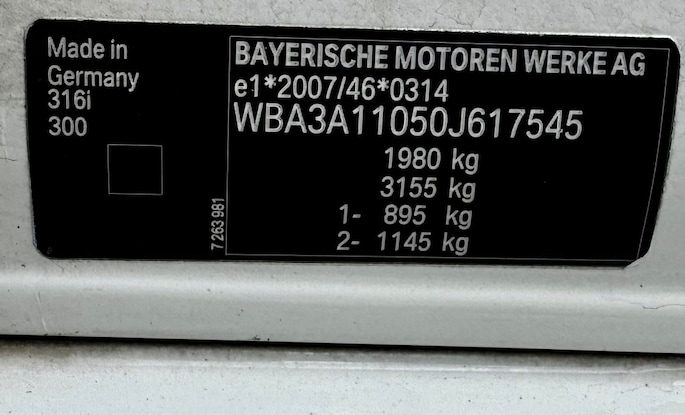 Made in
Germany
316i
300
7 263 981
BAYERISCHE MOTOREN WERKE AG
e1*2007/46*0314
WBA3A11050J617545
1980 kg
3155 kg
1- 895 kg
2- 1145 kg